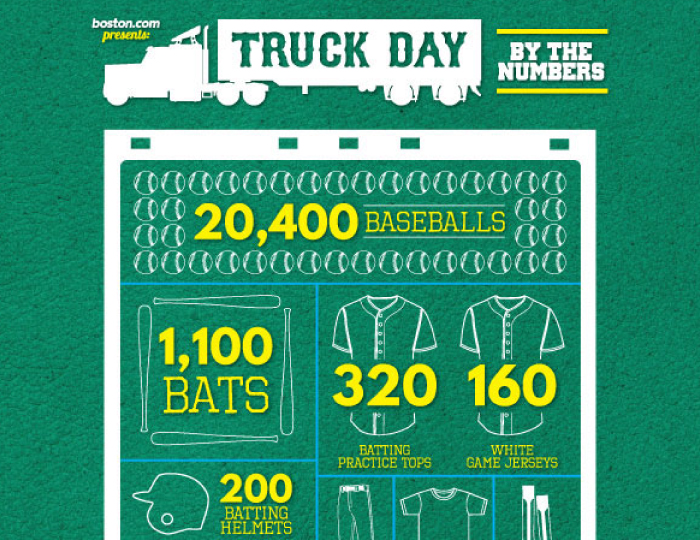 boston.com
presents:
TRUCK DAY
BY THE
NUMBERS
20,400 BASEBALLS
1,100
BATS
320
BATTING
PRACTICE TOPS
160
WHITE
GAME JERSEYS
200
BATTING
HELMETS